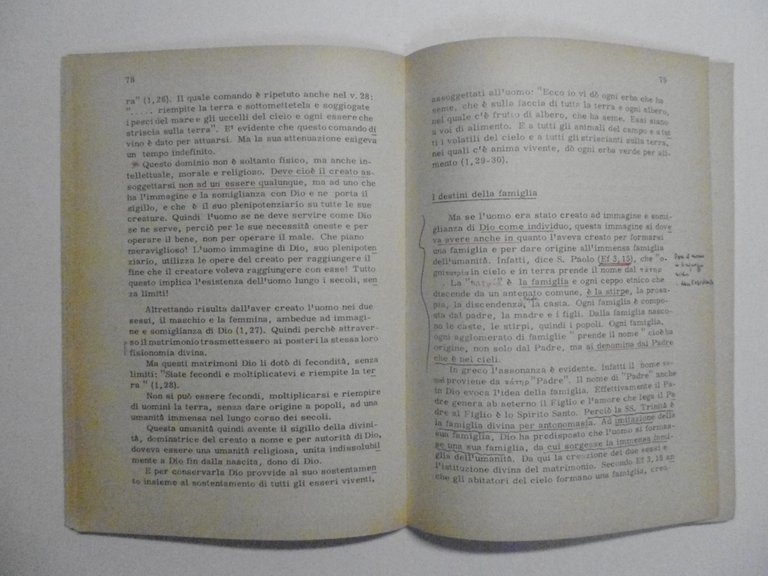 78
ra" (1,26). Il quale comando è ripetuto anche nel v. 28:
"..... riempite la terra e sottomettetela e soggiogate
i pesci del mare e gli uccelli del cielo e ogni essere che
striscia sulla terra". E' evidente che questo comando di
vino è dato per attuarsi. Ma la sua attenuazione esigeva
un tempo indefinito.
Questo dominio non è soltanto fisico, ma anche in-
tellettuale, morale e religioso. Deve cioè il creato as-
soggettarsi non ad un essere qualunque, ma ad uno che
ha l'immagine e la somiglianza con Dio e ne porta il
sigillo, e che è il suo plenipotenziario su tutte le sue
creature. Quindi l'uomo se ne deve servire come Dio
se ne serve, perciò per le sue necessità oneste e per
operare il bene, non per operare il male. Che piano
meraviglioso! L'uomo immagine di Dio, suo plenipoten-
ziario, utilizza le opere del creato per raggiungere il
fine che il creatore voleva raggiungere con esse! Tutto
questo implica l'esistenza dell'uomo lungo i secoli, sen-
za limiti!
Altrettando risulta dall'aver creato l'uomo nei due
sessi, il maschio e la femmina, ambedue ad immagi-
ne e somiglianza di Dio (1,27). Quindi perchè attraver-
so il matrimonio trasmettessero ai posteri la stessa loro
fisionomia divina.
Ma questi matrimoni Dio li dotò di fecondità, senza
limiti: "Siate fecondi e moltiplicatevi e riempite la ter
ra " (1,28).
Non si può essere fecondi, moltiplicarsi e riempire
di uomini la terra, senza dare origine a popoli, ad una
umanità immensa nel lungo corso dei secoli.
Questa umanità quindi avente il sigillo della divini-
tà, dominatrice del creato a nome e per autorità di Dio,
doveva essere una umanità religiosa, unita indissolubil
mente a Dio fin dalla nascita, dono di Dio.
E per conservarla Dio provvide al suo sostentamen
to insieme al sostentamento di tutti gli esseri viventi,
79
assoggettati all'uomo: "Ecco io vi dò ogni erba che ha
seme, che è sulla faccia di tutta la terra e ogni albero,
nei quale c'è frutto di albero, che ha seme. Essi siano
a voi di alimento. E a tutti gli animali del campo e a tut
ti i volatili del cielo e a tutti gli striscianti sulla terra,
nei quali c'è anima vivente, dò ogni erba verde per ali-
mento (1,29-30).
I destini della famiglia
Ma se l'uomo era stato creato ad immagine e somi-
glianza di Dio come individuo, questa immagine si dove
va avere anche in quanto l'aveva creato per formarsi
una famiglia e per dare origine all'immensa famiglia
dell'umanità. Infatti, dice S. Paolo (Ef 3,15), che "o-
gni in cielo e in terra prende il nome dal πάτηρ
. La " " è la famiglia e ogni ceppo etnico che
discende da un antenato comune, è la stirpe, la prosa-
pia, la discendenza, la casta. Ogni famiglia è compo-
sta dal padre, la madre e i figli. Dalla famiglia nasco-
no le caste, le stirpi, quindi i popoli. Ogni famiglia,
ogni agglomerato di famiglie " prende il nome" cioè ha
origine, non solo dal Padre, ma si denomina dal Padre
che è nei cieli.
In greco l'assonanza è evidente. Infatti il nome
proviene da πάτηρ "Padre". Il nome di "Padre" anche
in Dio evoca l'idea della famiglia. Effettivamente il Pa-
dre genera ab aeterno il Figlio e l'Amore che lega il Pa-
dre al Figlio è lo Spirito Santo. Perciò la SS. Trinità è
la famiglia divina per antonomasia. Ad imitazione della
sua famiglia, Dio ha predisposto che l'uomo si formas-
se una sua famiglia, da cui sorgesse la immensa fami-
glia dell'umanità. Da qui la creazione dei due sessi e
l'istituzione divina del matrimonio. Secondo Ef 3,15 an
che gli abitatori del cielo formano una famiglia, crea-